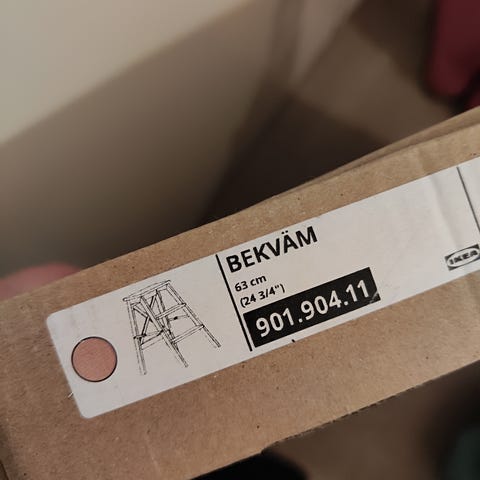 BEKVÄM
63 cm
(24 3/4")
901.904.11
IKEA